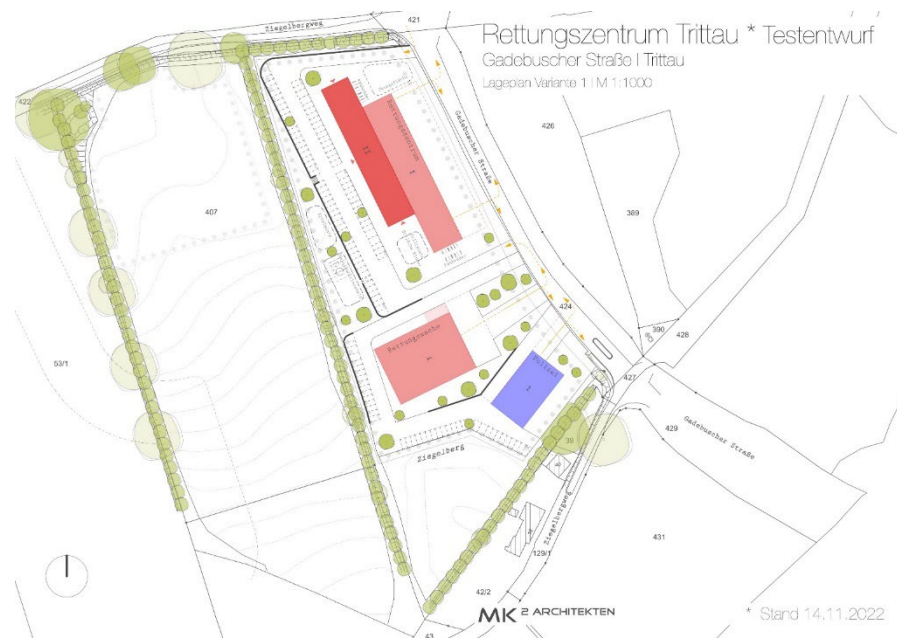 Rettungszentrum Trittau * Testentwurf
Gadebuscher Straße | Trittau
Lageplan Variante 1 | M 1:1000
Ziegelbergweg
421
422
426
Gadebuscher Straße
Rettungszentrum
II
I
407
389
424
390
428
53/1
Rettungswache
I
Polizei
I
427
Gadebuscher Straße
429
39
Ziegelberg
Ziegelbergweg
431
129/1
42/2
43
MK² ARCHITEKTEN
* Stand 14.11.2022